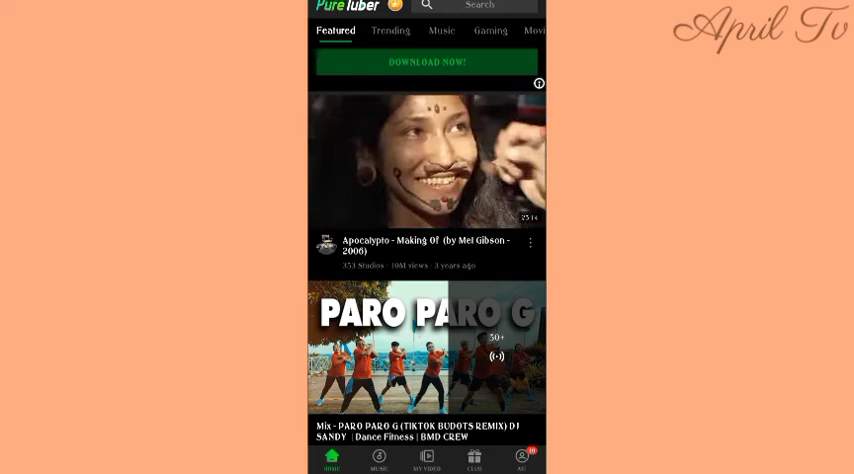 April Tv
Pure Tuber
Search
Featured Trending Music Gaming Movi
DOWNLOAD NOW!
Apocalypto - Making Of (by Mel Gibson -
2006)
353 Studios · 10M views · 3 years ago
PARO PARO G
50+
Mix - PARO PARO G (TIKTOK BUDOTS REMIX) DJ
SANDY | Dance Fitness | BMD CREW
HOME MUSIC MY VIDEO CLUB ME